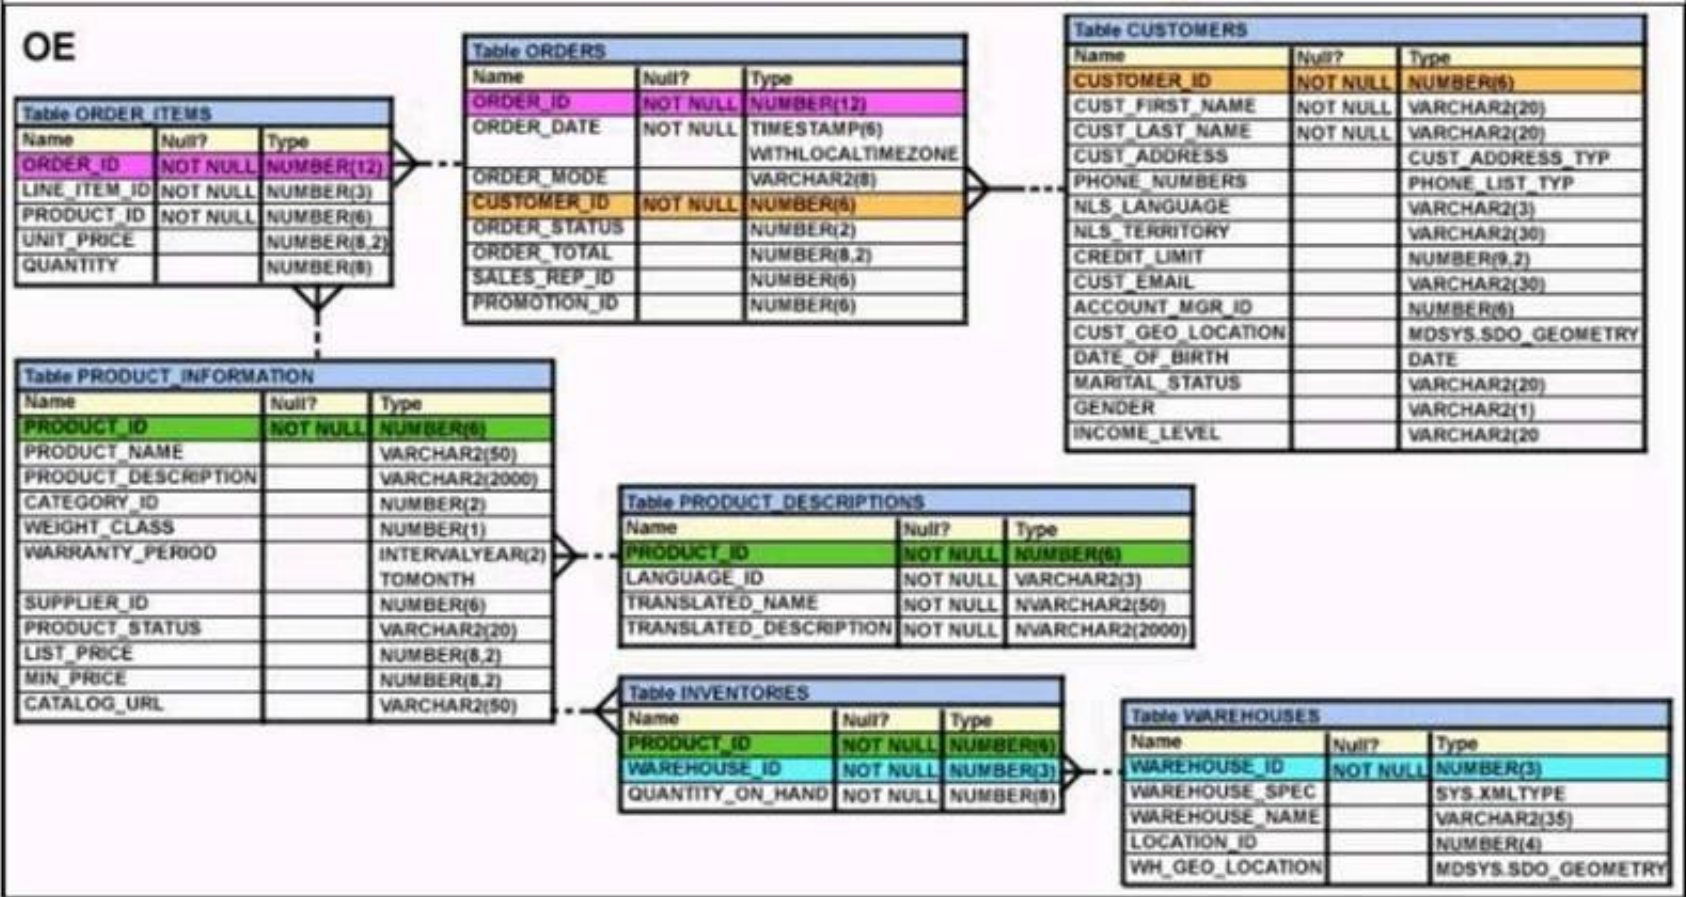 OE
Table ORDER_ITEMS
Name Null? Type
ORDER_ID NOT NULL NUMBER(12)
LINE_ITEM_ID NOT NULL NUMBER(3)
PRODUCT_ID NOT NULL NUMBER(6)
UNIT_PRICE NUMBER(8,2)
QUANTITY NUMBER(8)
Table ORDERS
Name Null? Type
ORDER_ID NOT NULL NUMBER(12)
ORDER_DATE NOT NULL TIMESTAMP(6)
WITHLOCALTIMEZONE
ORDER_MODE VARCHAR2(8)
CUSTOMER_ID NOT NULL NUMBER(6)
ORDER_STATUS NUMBER(2)
ORDER_TOTAL NUMBER(8,2)
SALES_REP_ID NUMBER(6)
PROMOTION_ID NUMBER(6)
Table CUSTOMERS
Name Null? Type
CUSTOMER_ID NOT NULL NUMBER(6)
CUST_FIRST_NAME NOT NULL VARCHAR2(20)
CUST_LAST_NAME NOT NULL VARCHAR2(20)
CUST_ADDRESS CUST_ADDRESS_TYP
PHONE_NUMBERS PHONE_LIST_TYP
NLS_LANGUAGE VARCHAR2(3)
NLS_TERRITORY VARCHAR2(30)
CREDIT_LIMIT NUMBER(9,2)
CUST_EMAIL VARCHAR2(30)
ACCOUNT_MGR_ID NUMBER(6)
CUST_GEO_LOCATION MDSYS.SDO_GEOMETRY
DATE_OF_BIRTH DATE
MARITAL_STATUS VARCHAR2(20)
GENDER VARCHAR2(1)
INCOME_LEVEL VARCHAR2(20
Table PRODUCT_INFORMATION
Name Null? Type
PRODUCT_ID NOT NULL NUMBER(6)
PRODUCT_NAME VARCHAR2(50)
PRODUCT_DESCRIPTION VARCHAR2(2000)
CATEGORY_ID NUMBER(2)
WEIGHT_CLASS NUMBER(1)
WARRANTY_PERIOD INTERVALYEAR(2)
TOMONTH
SUPPLIER_ID NUMBER(6)
PRODUCT_STATUS VARCHAR2(20)
LIST_PRICE NUMBER(8,2)
MIN_PRICE NUMBER(8,2)
CATALOG_URL VARCHAR2(50)
Table PRODUCT_DESCRIPTIONS
Name Null? Type
PRODUCT_ID NOT NULL NUMBER(6)
LANGUAGE_ID NOT NULL VARCHAR2(3)
TRANSLATED_NAME NOT NULL NVARCHAR2(50)
TRANSLATED_DESCRIPTION NOT NULL NVARCHAR2(2000)
Table INVENTORIES
Name Null? Type
PRODUCT_ID NOT NULL NUMBER(6)
WAREHOUSE_ID NOT NULL NUMBER(3)
QUANTITY_ON_HAND NOT NULL NUMBER(8)
Table WAREHOUSES
Name Null? Type
WAREHOUSE_ID NOT NULL NUMBER(3)
WAREHOUSE_SPEC SYS.XMLTYPE
WAREHOUSE_NAME VARCHAR2(35)
LOCATION_ID NUMBER(4)
WH_GEO_LOCATION MDSYS.SDO_GEOMETRY